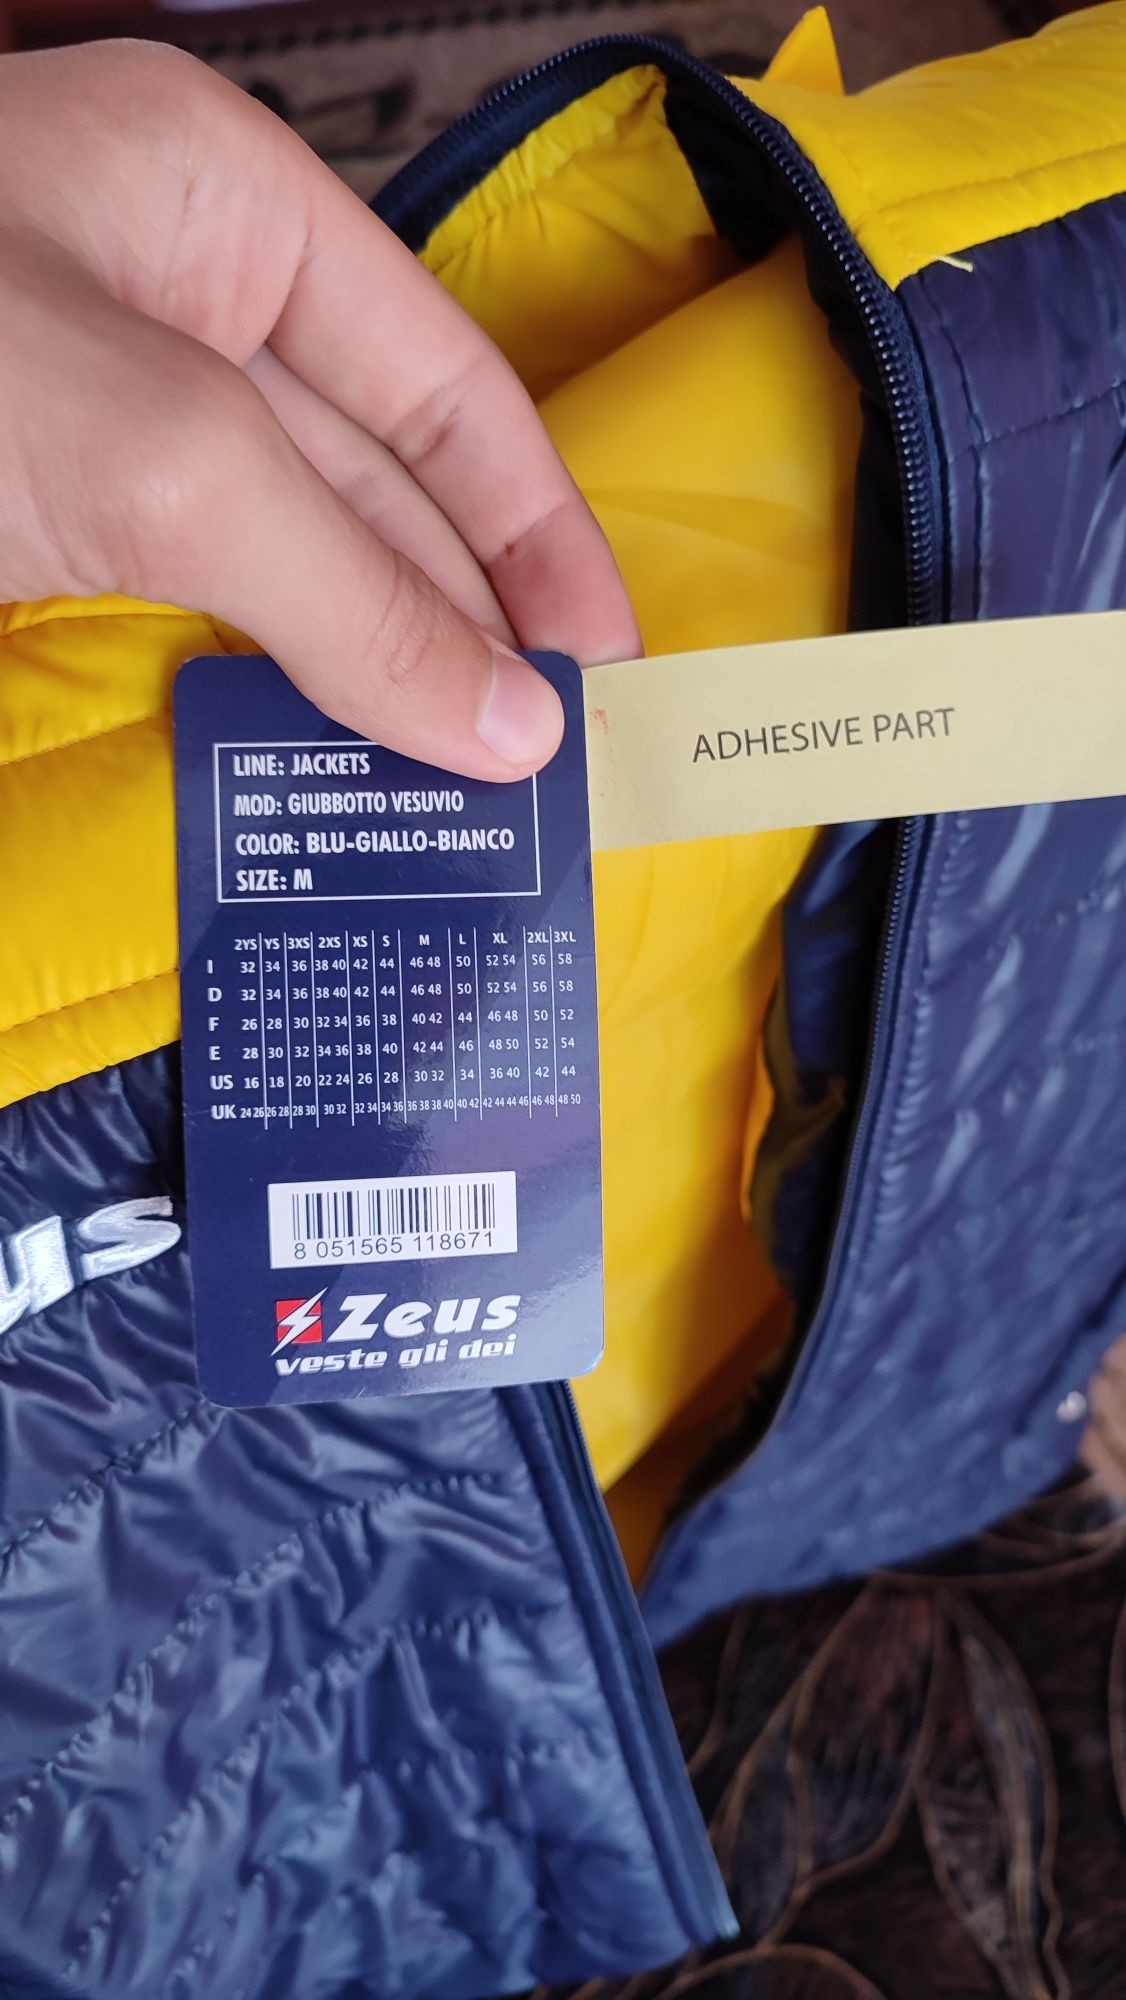 ADHESIVE PART
LINE: JACKETS
MOD: GIUBBOTTO VESUVIO
COLOR: BLU-GIALLO-BIANCO
SIZE: M
2YS YS 3XS 2XS XS S M L XL 2XL 3XL
I 32 34 36 38 40 42 44 46 48 50 52 54 56 58
D 32 34 36 38 40 42 44 46 48 50 52 54 56 58
F 26 28 30 32 34 36 38 40 42 44 46 48 50 52
E 28 30 32 34 36 38 40 42 44 46 48 50 52 54
US 16 18 20 22 24 26 28 30 32 34 36 40 42 44
UK 24 26 26 28 28 30 30 32 32 34 34 36 36 38 38 40 40 42 42 44 44 46 46 48 48 50
8 051565 118671
Zeus
veste gli dei
us